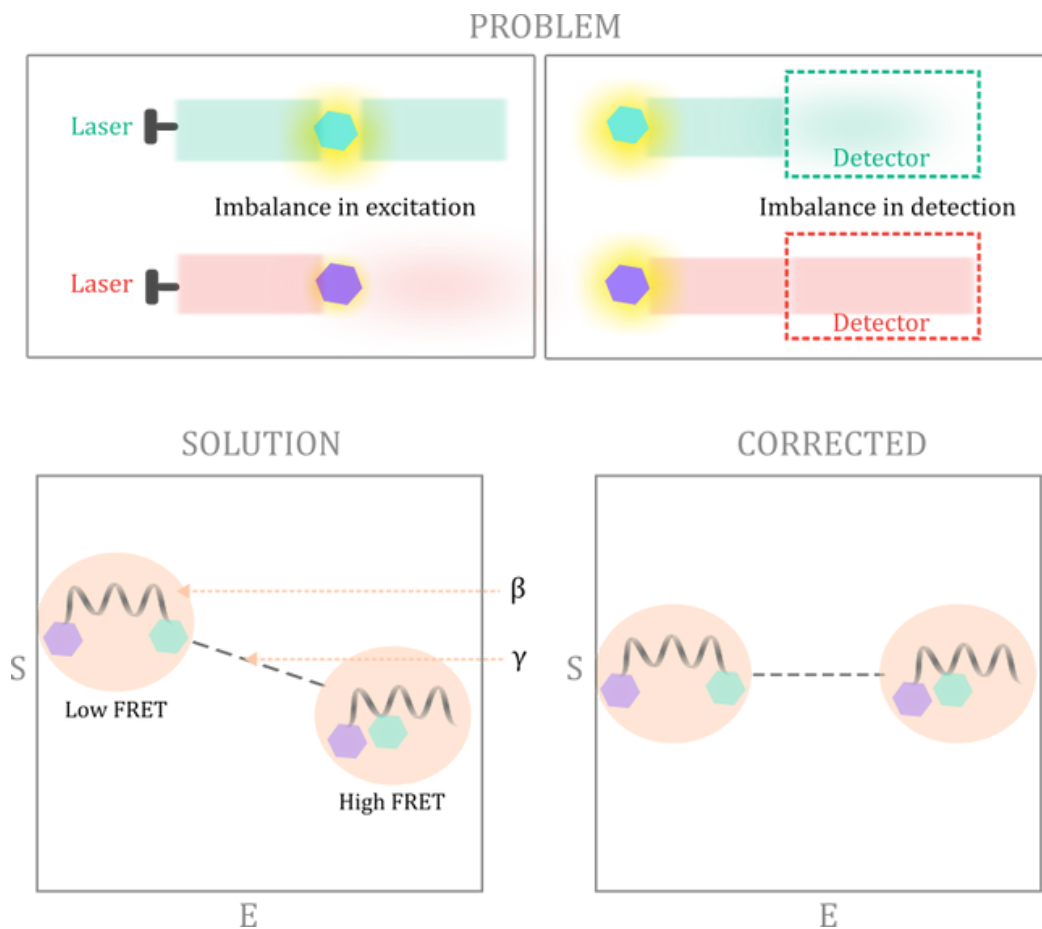 PROBLEM
Laser
Imbalance in excitation
Laser
Detector
Imbalance in detection
Detector
SOLUTION
S
Low FRET
High FRET
β
γ
E
CORRECTED
S
E